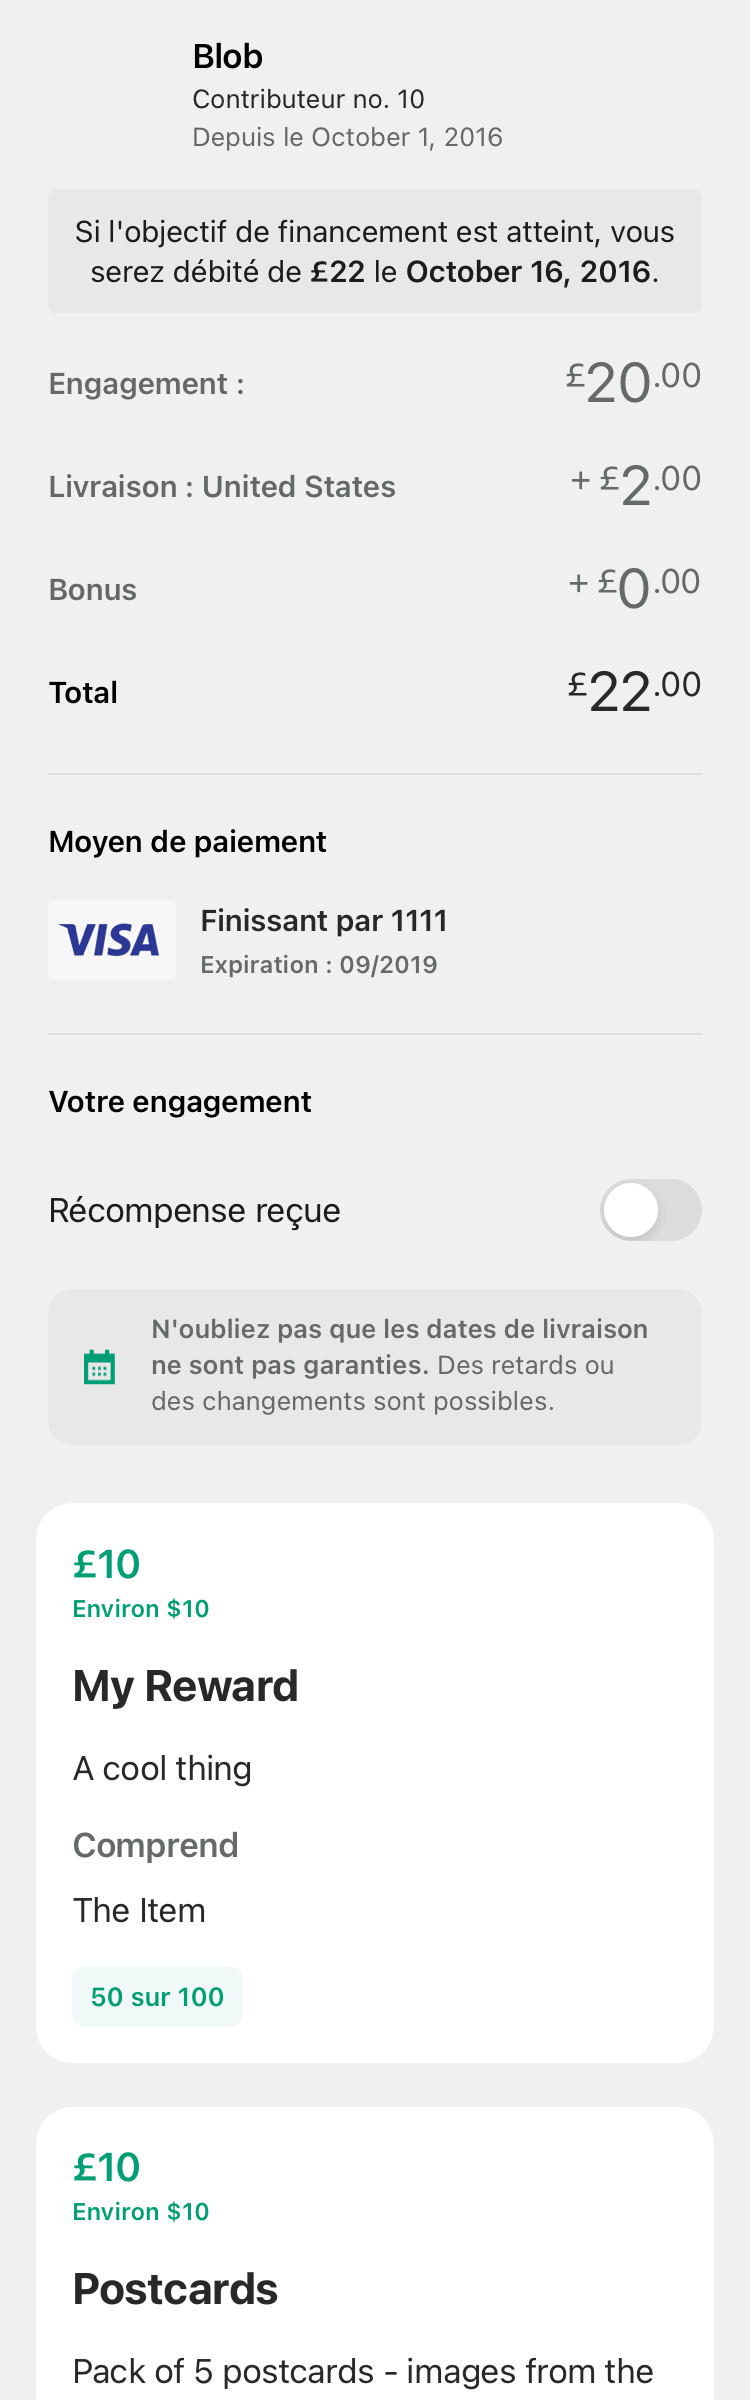 Blob
Contributeur no. 10
Depuis le October 1, 2016
Si l'objectif de financement est atteint, vous
serez débité de £22 le October 16, 2016.
Engagement : £20.00
Livraison : United States + £2.00
Bonus + £0.00
Total £22.00
Moyen de paiement
VISA
Finissant par 1111
Expiration : 09/2019
Votre engagement
Récompense reçue
N'oubliez pas que les dates de livraison
ne sont pas garanties. Des retards ou
des changements sont possibles.
£10
Environ $10
My Reward
A cool thing
Comprend
The Item
50 sur 100
£10
Environ $10
Postcards
Pack of 5 postcards - images from the